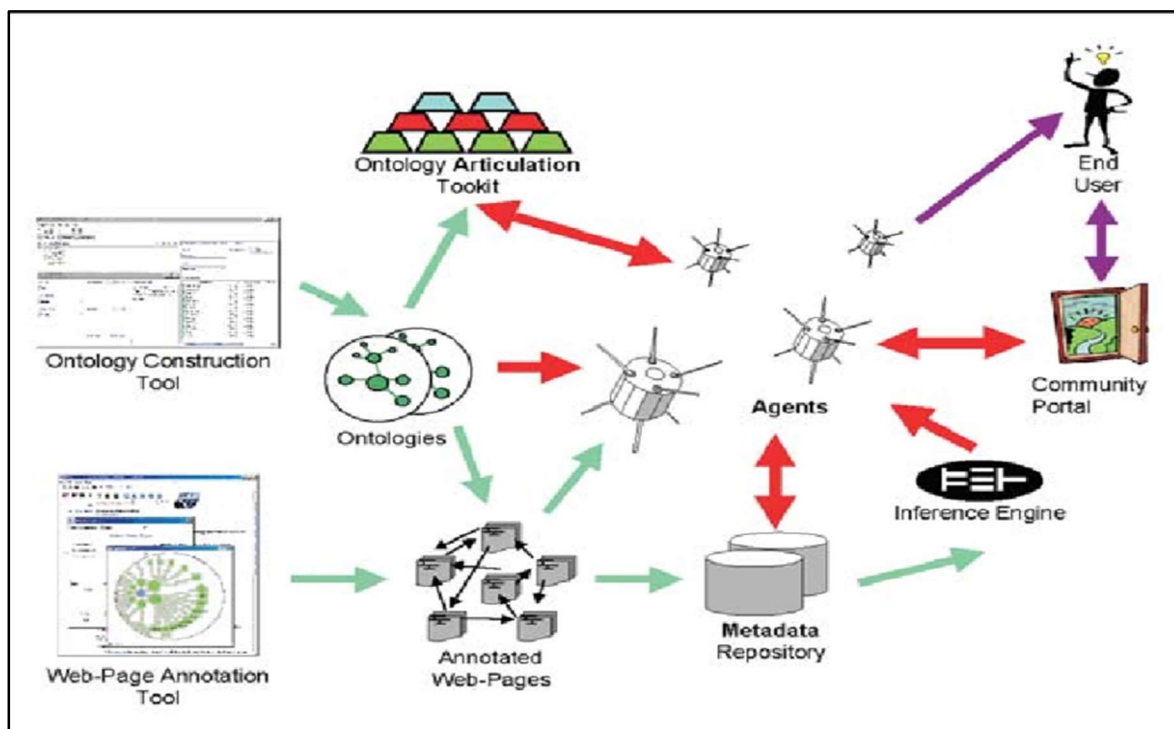 Ontology Articulation
Tookit
End
User
Ontology Construction
Tool
Ontologies
Agents
Community
Portal
Inference Engine
Annotated
Web-Pages
Metadata
Repository
Web-Page Annotation
Tool